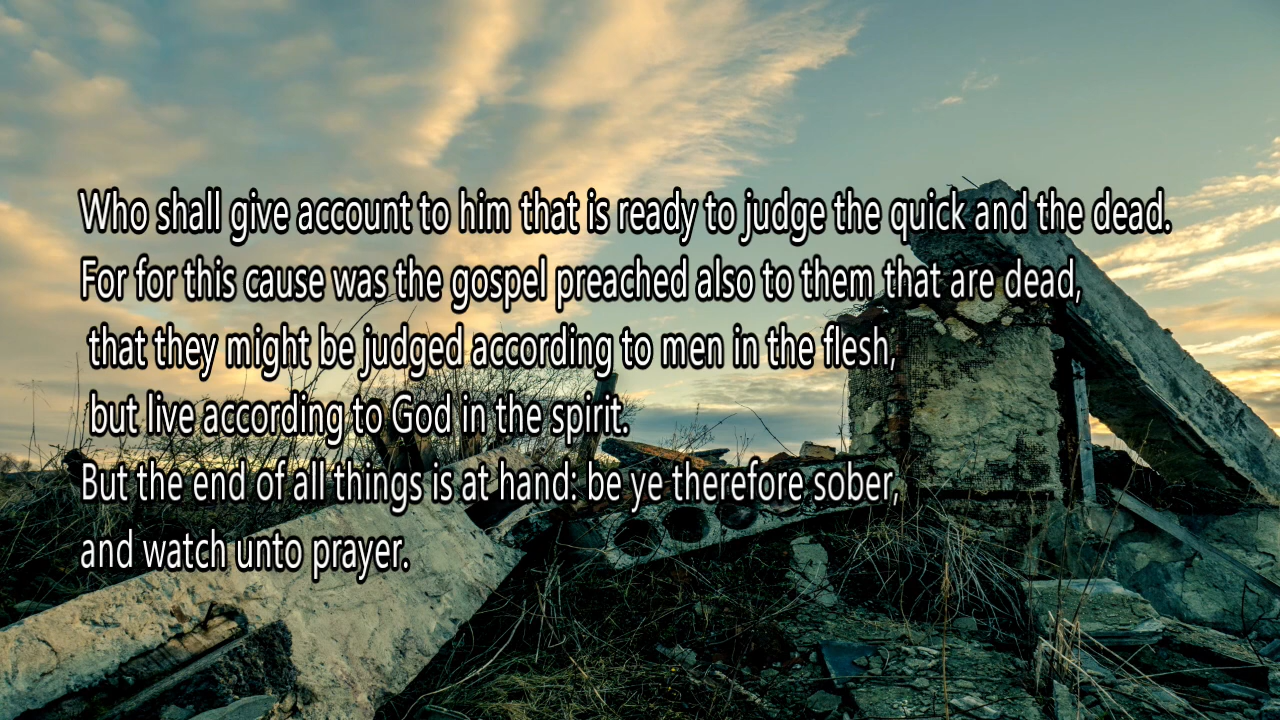 Who shall give account to him that is ready to judge the quick and the dead.
For for this cause was the gospel preached also to them that are dead,
that they might be judged according to men in the flesh,
but live according to God in the spirit.
But the end of all things is at hand: be ye therefore sober,
and watch unto prayer.